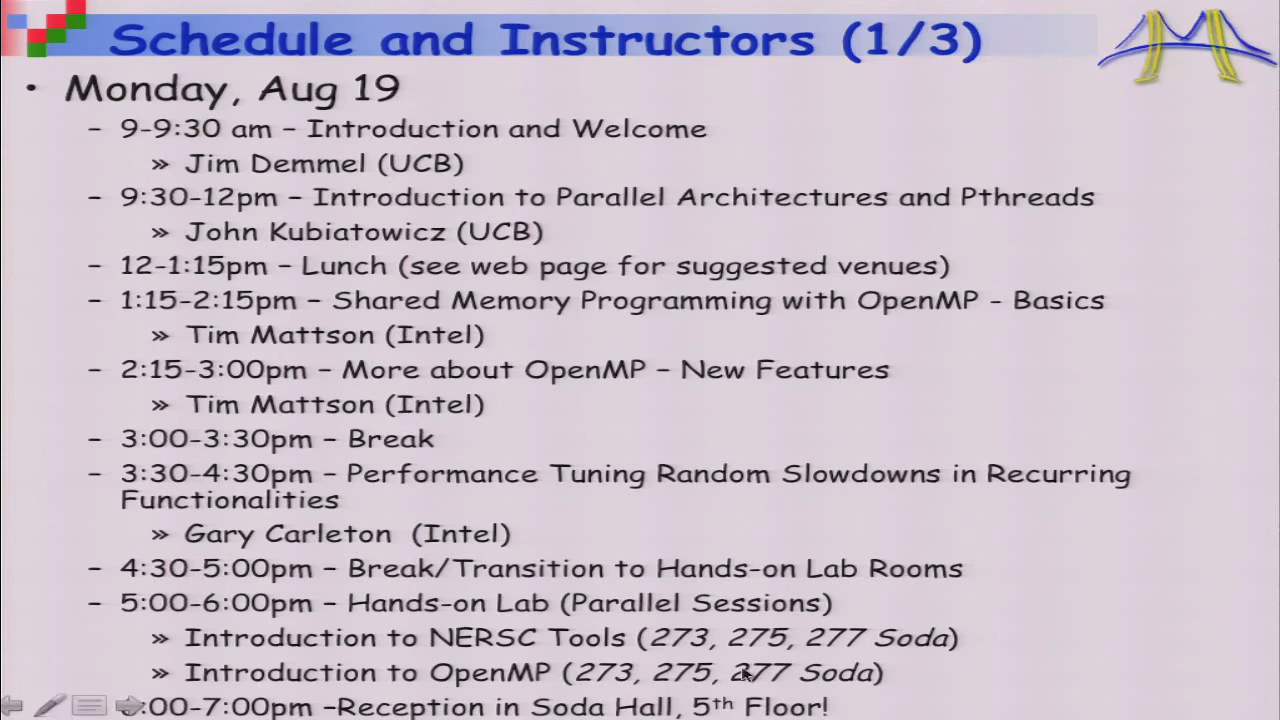 Schedule and Instructors (1/3)
• Monday, Aug 19
– 9-9:30 am – Introduction and Welcome
» Jim Demmel (UCB)
– 9:30-12pm – Introduction to Parallel Architectures and Pthreads
» John Kubiatowicz (UCB)
– 12-1:15pm – Lunch (see web page for suggested venues)
– 1:15-2:15pm – Shared Memory Programming with OpenMP - Basics
» Tim Mattson (Intel)
– 2:15-3:00pm – More about OpenMP – New Features
» Tim Mattson (Intel)
– 3:00-3:30pm – Break
– 3:30-4:30pm – Performance Tuning Random Slowdowns in Recurring
Functionalities
» Gary Carleton (Intel)
– 4:30-5:00pm – Break/Transition to Hands-on Lab Rooms
– 5:00-6:00pm – Hands-on Lab (Parallel Sessions)
» Introduction to NERSC Tools (273, 275, 277 Soda)
» Introduction to OpenMP (273, 275, 277 Soda)
:00-7:00pm –Reception in Soda Hall, 5th Floor!